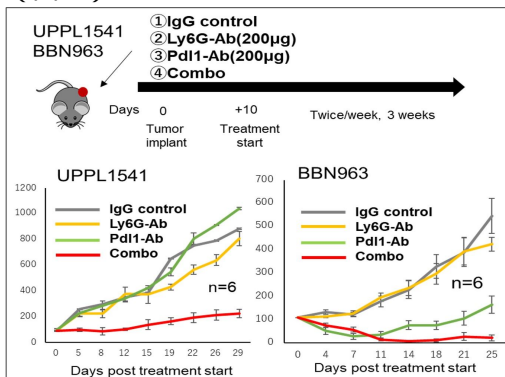 UPPL1541
BBN963
①IgG control
②Ly6G-Ab(200µg)
③Pdl1-Ab(200µg)
④Combo
Days 0 +10 Twice/week, 3 weeks
Tumor implant
Treatment start
UPPL1541
1200
1000
800
600
400
200
0
IgG control
Ly6G-Ab
Pdl1-Ab
Combo
n=6
0 5 8 12 15 19 22 26 29
Days post treatment start
BBN963
700
600
500
400
300
200
100
0
IgG control
Ly6G-Ab
Pdl1-Ab
Combo
n=6
0 4 7 11 14 18 21 25
Days post treatment start